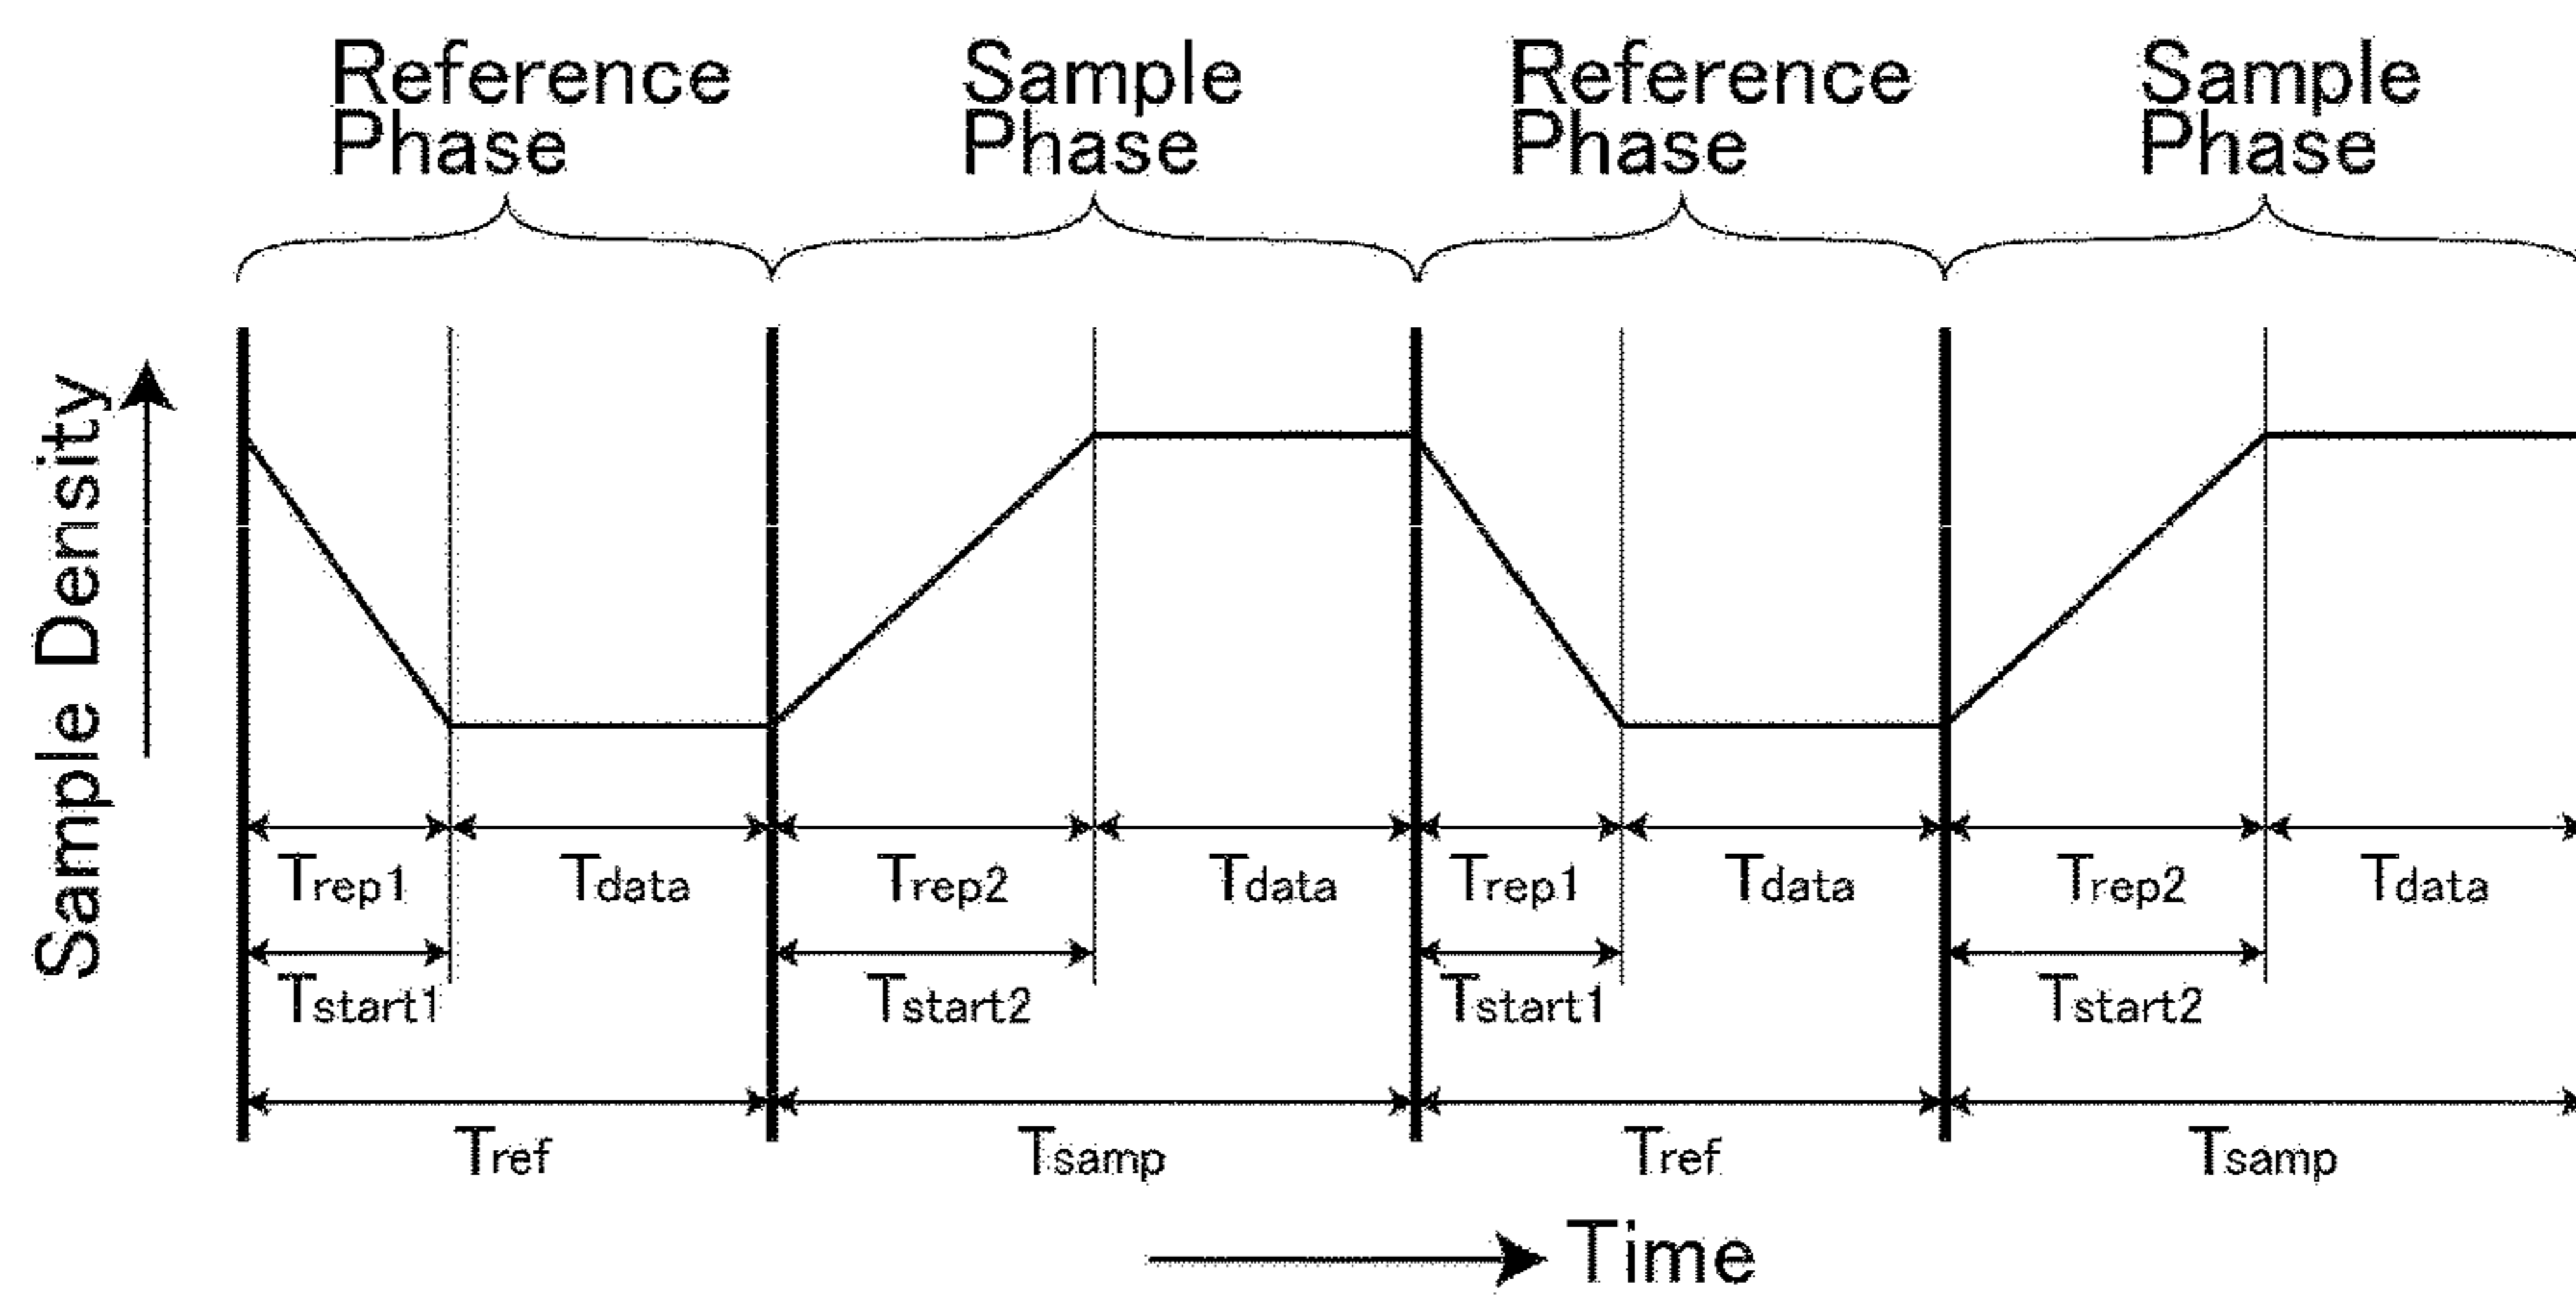 Reference
Phase
Sample
Phase
Reference
Phase
Sample
Phase
Sample Density
Trep1
Tdata
Trep2
Tdata
Trep1
Tdata
Trep2
Tdata
Tstart1
Tstart2
Tstart1
Tstart2
Tref
Tsamp
Tref
Tsamp
Time